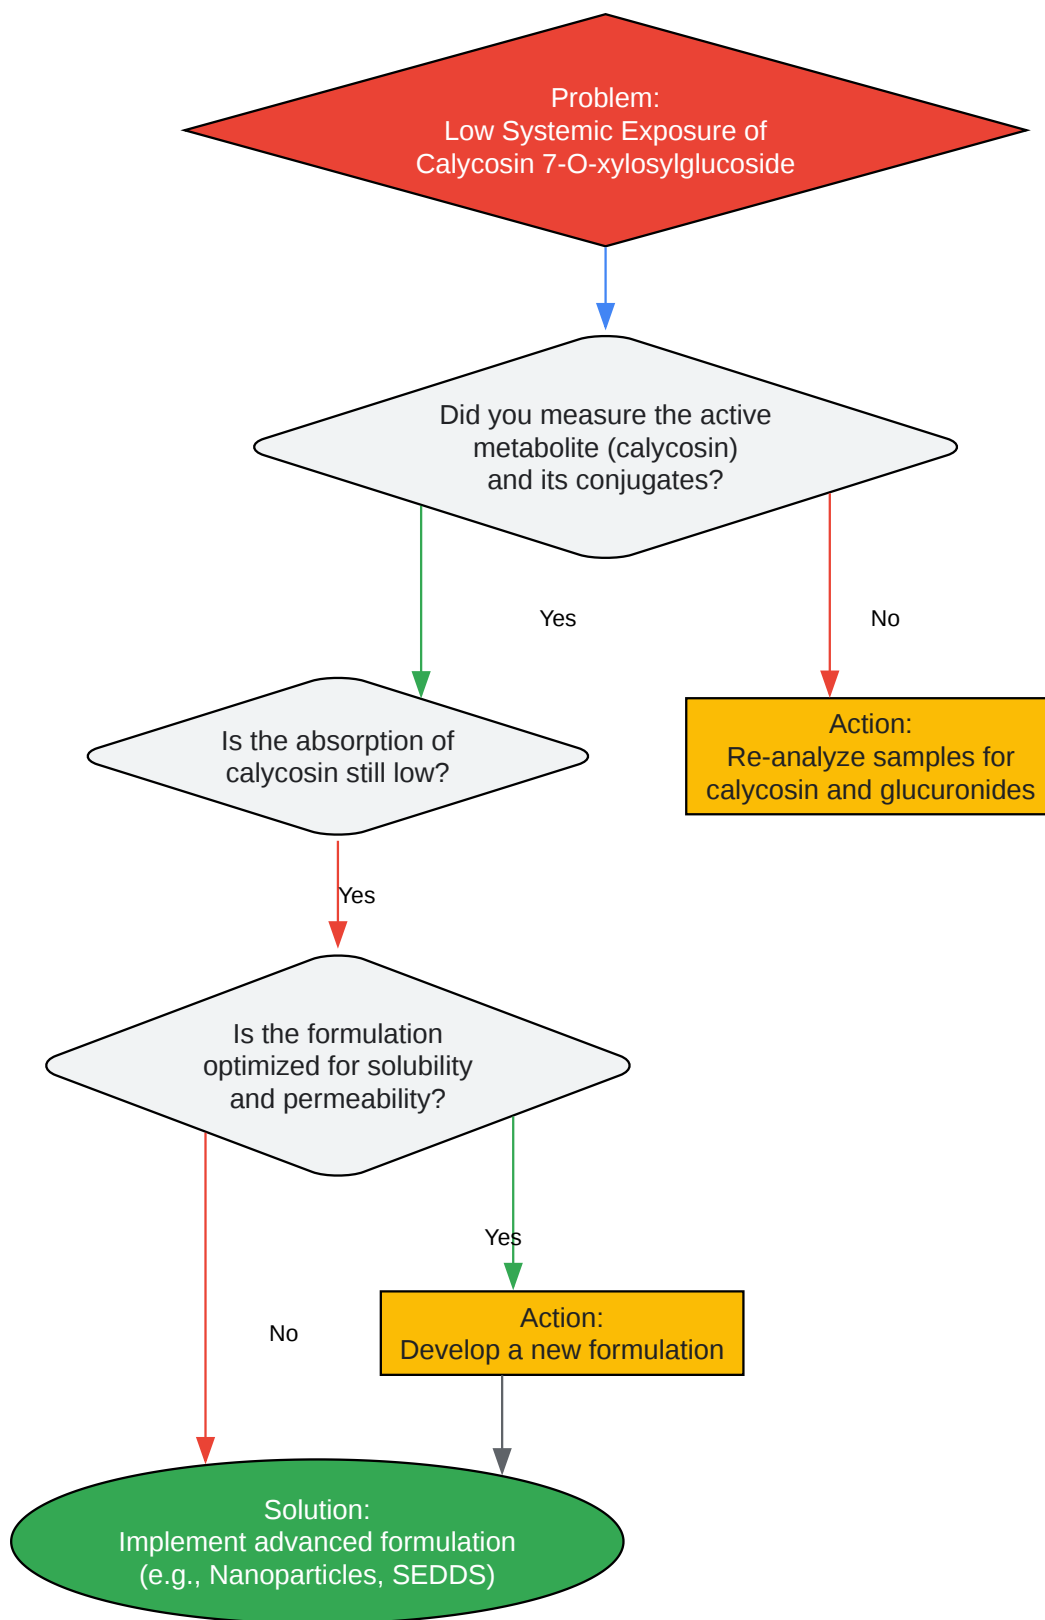 Problem:
Low Systemic Exposure of
Calycosin 7-O-xylosylglucoside
Did you measure the active
metabolite (calycosin)
and its conjugates?
Yes
No
Is the absorption of
calycosin still low?
Action:
Re-analyze samples for
calycosin and glucuronides
Yes
Is the formulation
optimized for solubility
and permeability?
Yes
No
Action:
Develop a new formulation
Solution:
Implement advanced formulation
(e.g., Nanoparticles, SEDDS)